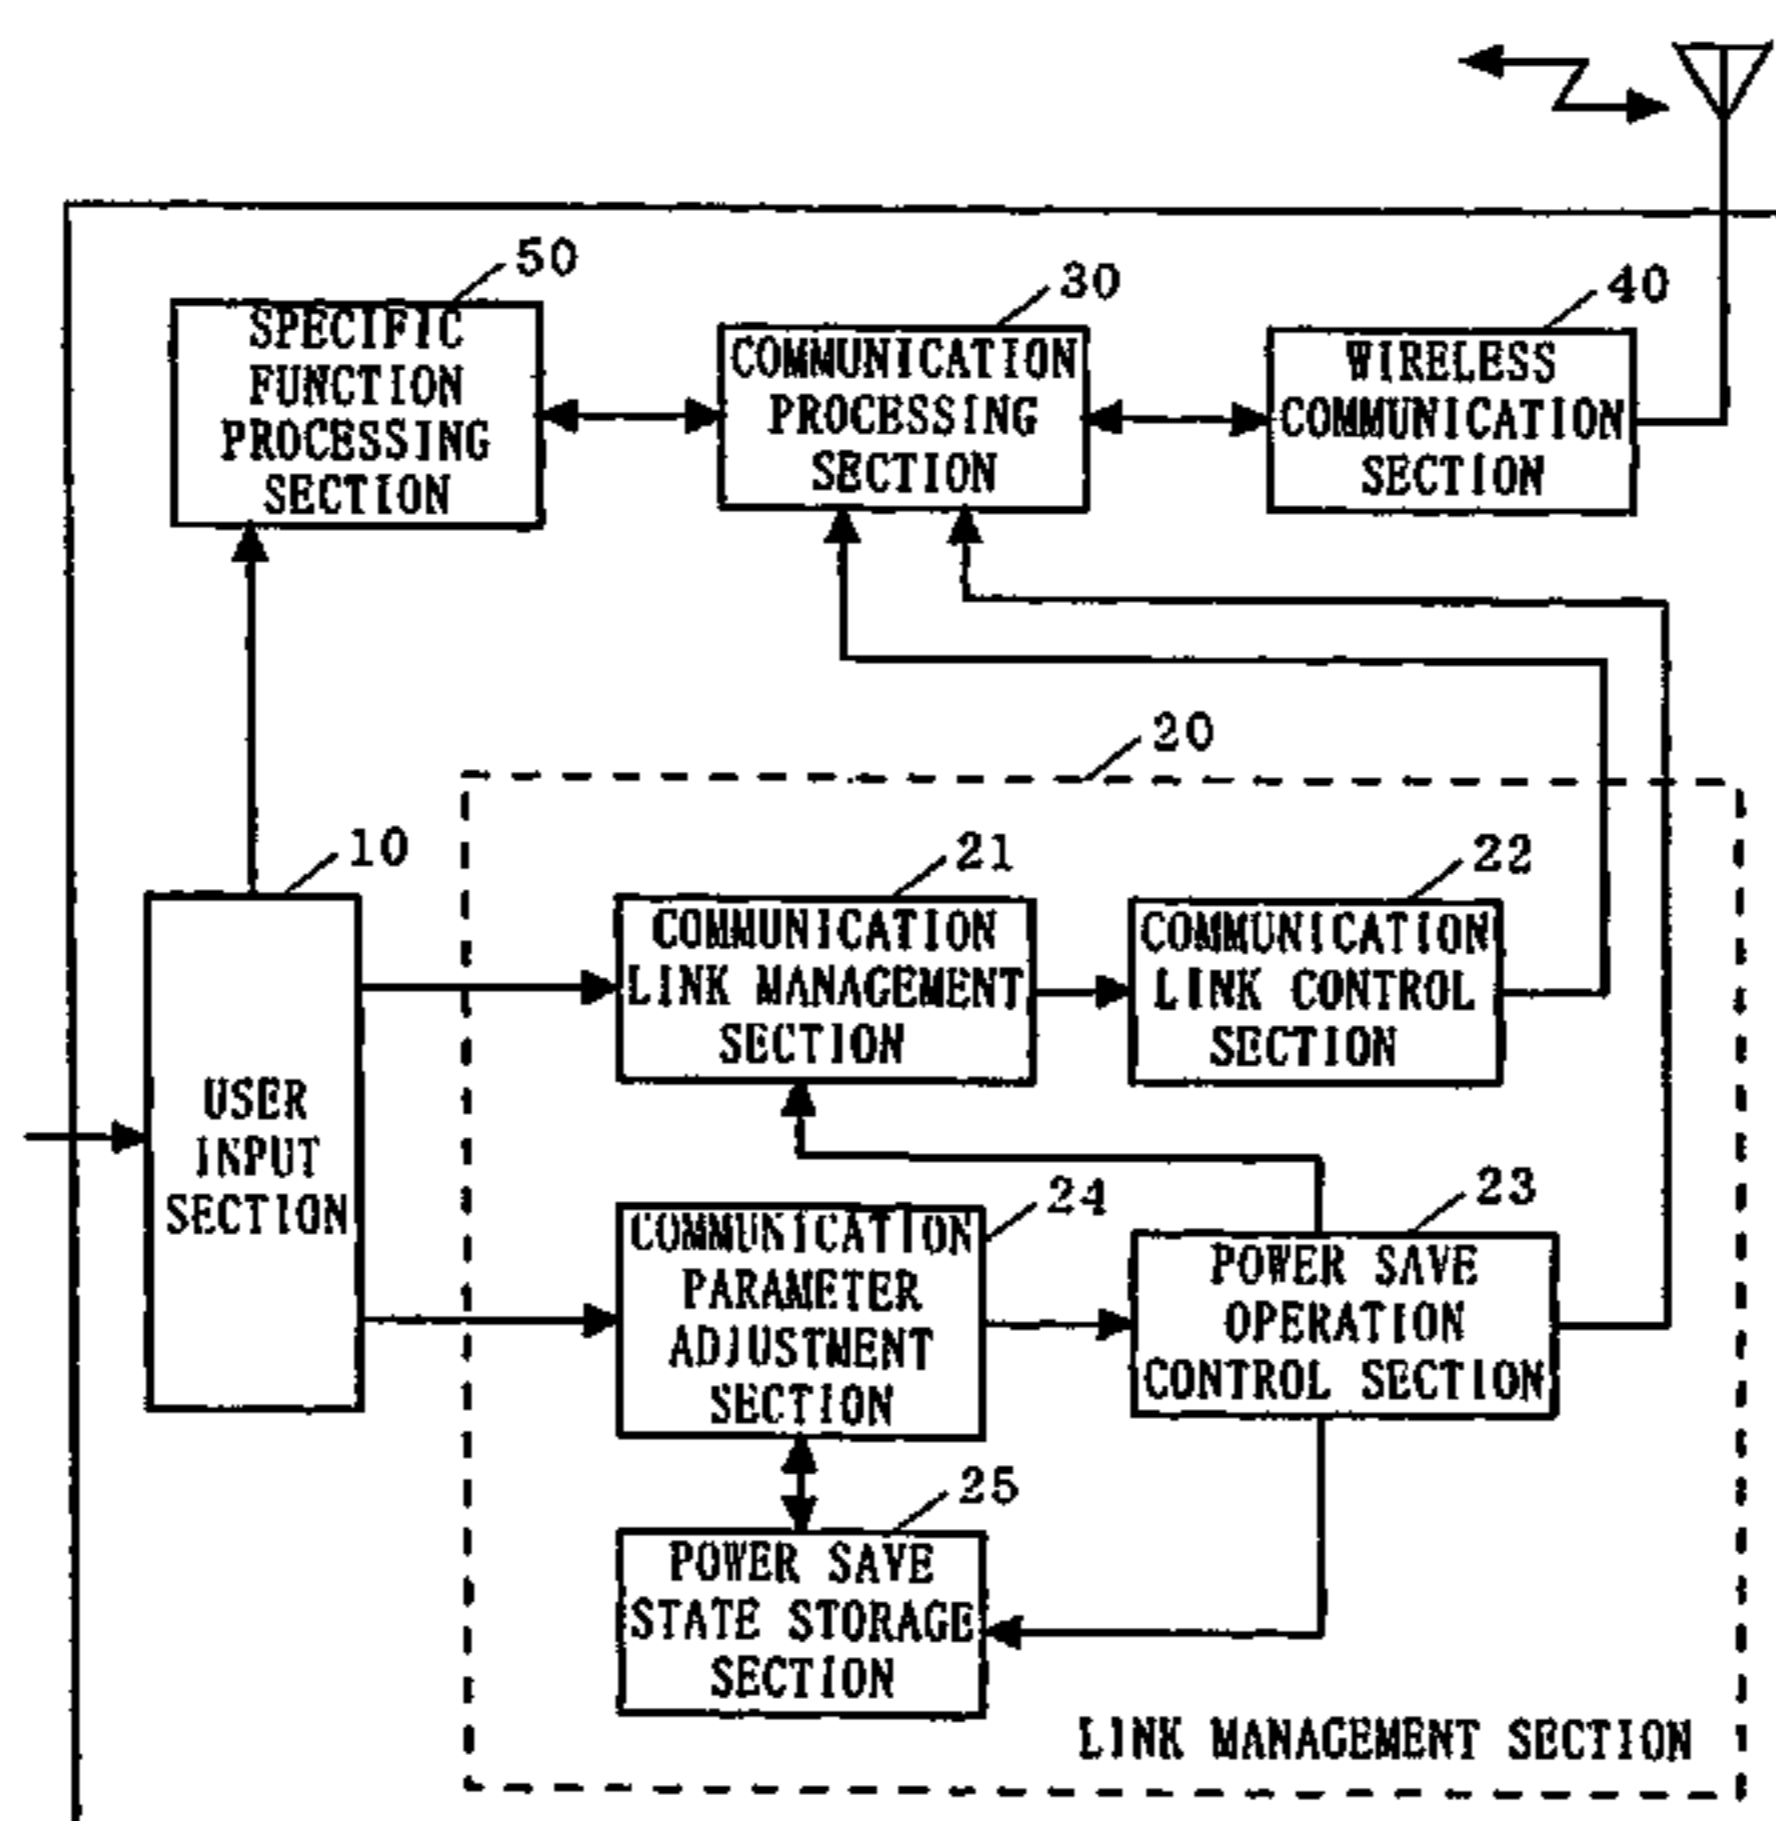 50
SPECIFIC
FUNCTION
PROCESSING
SECTION
30
COMMUNICATION
PROCESSING
SECTION
40
WIRELESS
COMMUNICATION
SECTION
20
10
USER
INPUT
SECTION
21
COMMUNICATION
LINK MANAGEMENT
SECTION
22
COMMUNICATION
LINK CONTROL
SECTION
24
COMMUNICATION
PARAMETER
ADJUSTMENT
SECTION
23
POWER SAVE
OPERATION
CONTROL SECTION
25
POWER SAVE
STATE STORAGE
SECTION
LINK MANAGEMENT SECTION